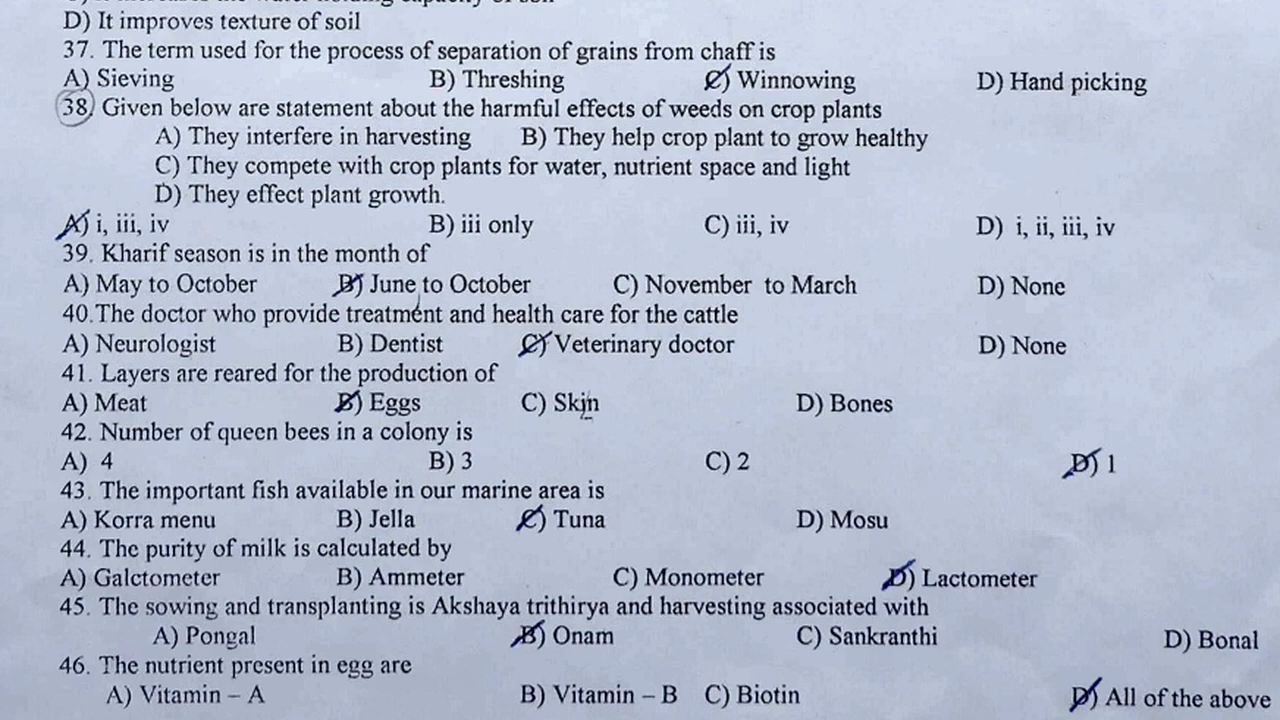 D) It improves texture of soil
37. The term used for the process of separation of grains from chaff is
A) Sieving B) Threshing C) Winnowing D) Hand picking
38. Given below are statement about the harmful effects of weeds on crop plants
A) They interfere in harvesting B) They help crop plant to grow healthy
C) They compete with crop plants for water, nutrient space and light
D) They effect plant growth.
A) i, iii, iv B) iii only C) iii, iv D) i, ii, iii, iv
39. Kharif season is in the month of
A) May to October B) June to October C) November to March D) None
40.The doctor who provide treatment and health care for the cattle
A) Neurologist B) Dentist C) Veterinary doctor D) None
41. Layers are reared for the production of
A) Meat B) Eggs C) Skin D) Bones
42. Number of queen bees in a colony is
A) 4 B) 3 C) 2 D) 1
43. The important fish available in our marine area is
A) Korra menu B) Jella C) Tuna D) Mosu
44. The purity of milk is calculated by
A) Galctometer B) Ammeter C) Monometer D) Lactometer
45. The sowing and transplanting is Akshaya trithirya and harvesting associated with
A) Pongal B) Onam C) Sankranthi D) Bonal
46. The nutrient present in egg are
A) Vitamin – A B) Vitamin – B C) Biotin D) All of the above